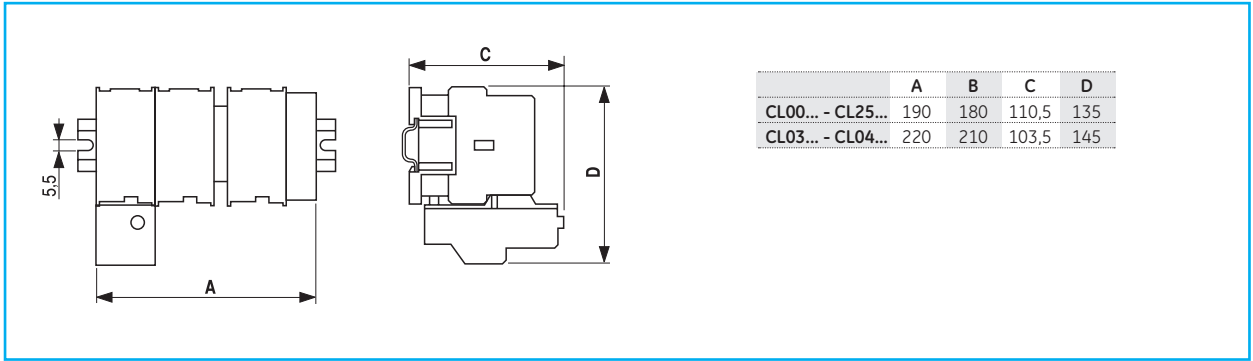 C
A B C D
CL00... - CL25... 190 180 110,5 135
CL03... - CL04... 220 210 103,5 145
5,5
D
A